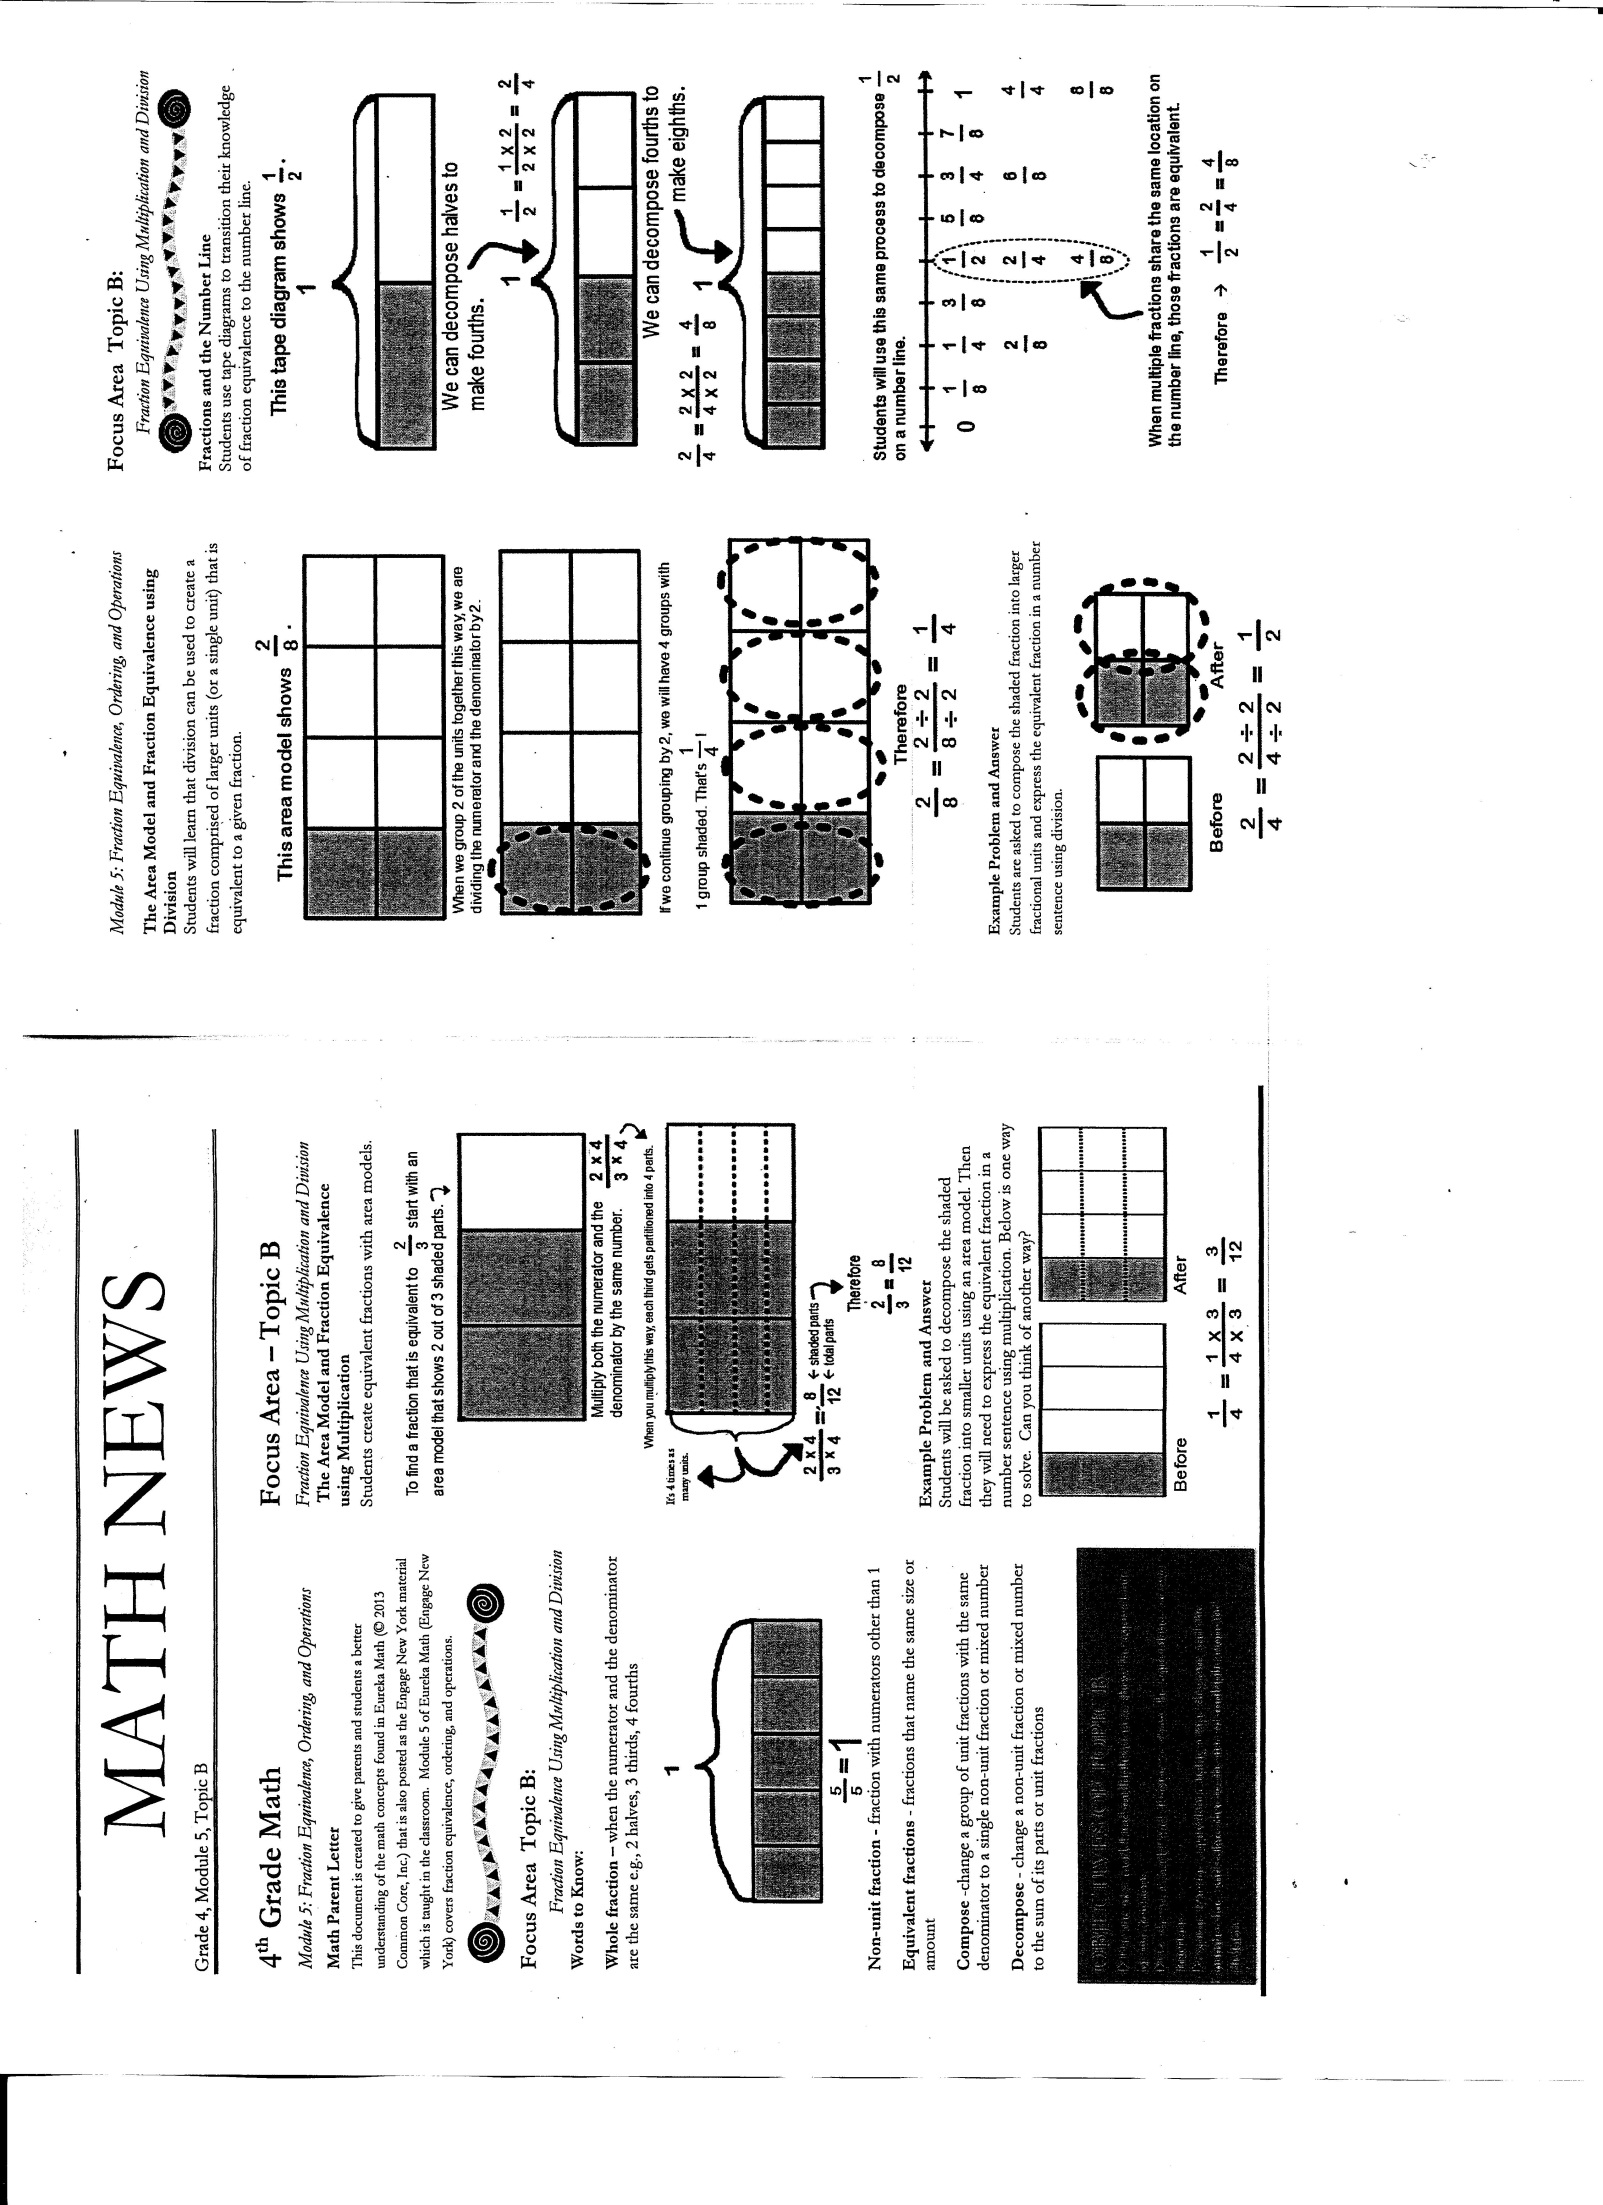 MATH NEWS
Grade 4, Module 5, Topic B
4th Grade Math
Module 5: Fraction Equivalence, Ordering, and Operations
Math Parent Letter
This document is created to give parents and students a better
understanding of the math concepts found in Eureka Math (© 2013
Common Core, Inc.) that is also posted as the Engage New York material
which is taught in the classroom. Module 5 of Eureka Math (Engage New
York) covers fraction equivalence, ordering, and operations.
Focus Area Topic B:
Fraction Equivalence Using Multiplication and Division
Words to Know:
Whole fraction – when the numerator and the denominator
are the same e.g., 2 halves, 3 thirds, 4 fourths
1
5/5 = 1
Non-unit fraction - fraction with numerators other than 1
Equivalent fractions - fractions that name the same size or
amount
Compose -change a group of unit fractions with the same
denominator to a single non-unit fraction or mixed number
Decompose - change a non-unit fraction or mixed number
to the sum of its parts or unit fractions
OBJECTIVES OF TOPIC B
Focus Area – Topic B
Fraction Equivalence Using Multiplication and Division
The Area Model and Fraction Equivalence
using Multiplication
Students create equivalent fractions with area models.
To find a fraction that is equivalent to 2/3 start with an
area model that shows 2 out of 3 shaded parts.
Multiply both the numerator and the 2 x 4
denominator by the same number. 3 x 4
When you multiply this way, each third gets partitioned into 4 parts.
It's 4 times as
many units.
2 x 4 / 3 x 4 = 8/12 ← shaded parts
← total parts
Therefore
2/3 = 8/12
Example Problem and Answer
Students will be asked to decompose the shaded
fraction into smaller units using an area model. Then
they will need to express the equivalent fraction in a
number sentence using multiplication. Below is one way
to solve. Can you think of another way?
Before After
1/4 = 1 x 3 / 4 x 3 = 3/12
Module 5: Fraction Equivalence, Ordering, and Operations
The Area Model and Fraction Equivalence using
Division
Students will learn that division can be used to create a
fraction comprised of larger units (or a single unit) that is
equivalent to a given fraction.
This area model shows 2/8.
When we group 2 of the units together this way, we are
dividing the numerator and the denominator by 2.
If we continue grouping by 2, we will have 4 groups with
1 group shaded. That's 1/4!
Therefore
2/8 = 2 ÷ 2 / 8 ÷ 2 = 1/4
Example Problem and Answer
Students are asked to compose the shaded fraction into larger
fractional units and express the equivalent fraction in a number
sentence using division.
Before After
2/4 = 2 ÷ 2 / 4 ÷ 2 = 1/2
Focus Area Topic B:
Fraction Equivalence Using Multiplication and Division
Fractions and the Number Line
Students use tape diagrams to transition their knowledge
of fraction equivalence to the number line.
This tape diagram shows 1/2.
1
We can decompose halves to
make fourths.
1/2 = 1 x 2 / 2 x 2 = 2/4
1
We can decompose fourths to
make eighths.
2/4 = 2 x 2 / 4 x 2 = 4/8
1
Students will use this same process to decompose 1/2
on a number line.
0 1/8 1/4 3/8 1/2 5/8 3/4 7/8 1
2/8 2/4 6/8 4/4
4/8 8/8
When multiple fractions share the same location on
the number line, those fractions are equivalent.
Therefore → 1/2 = 2/4 = 4/8